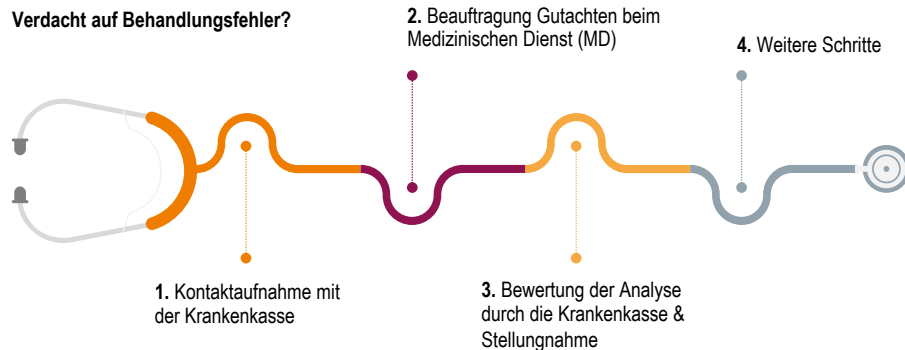 Verdacht auf Behandlungsfehler?
1. Kontaktaufnahme mit
der Krankenkasse
2. Beauftragung Gutachten beim
Medizinischen Dienst (MD)
3. Bewertung der Analyse
durch die Krankenkasse &
Stellungnahme
4. Weitere Schritte